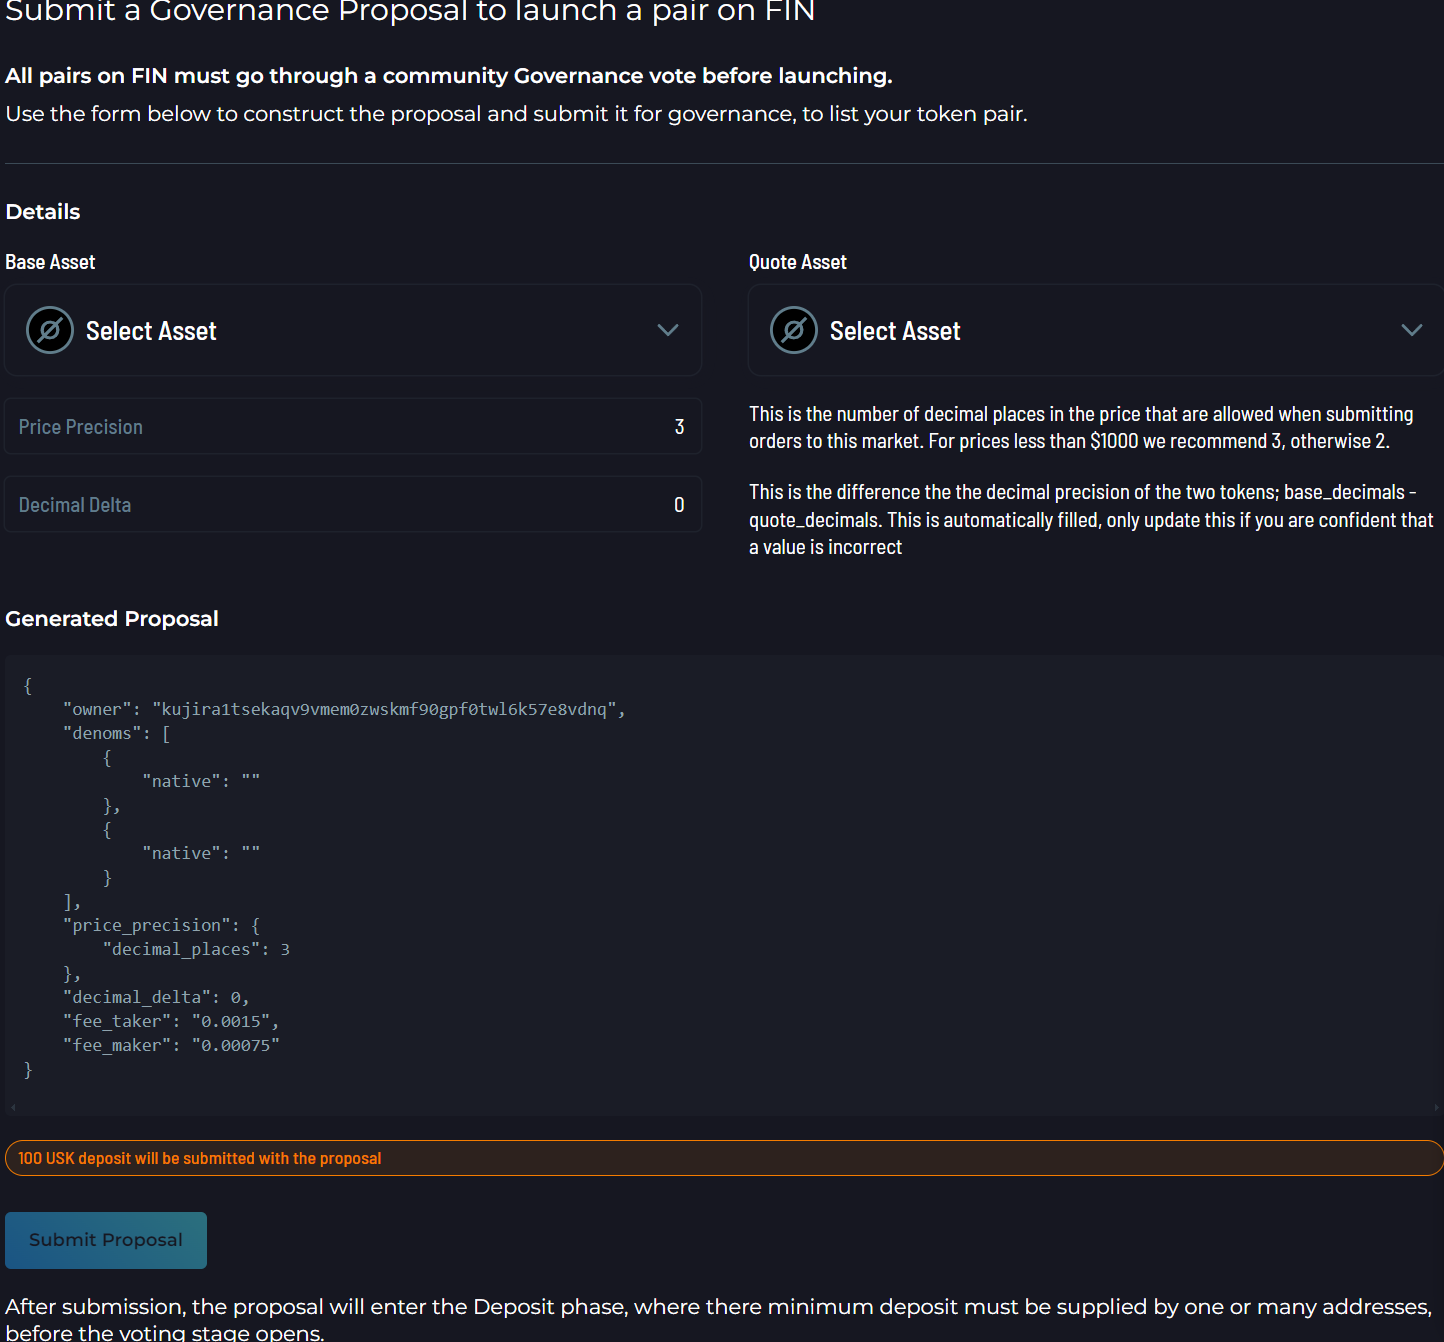 Submit a Governance Proposal to launch a pair on FIN
All pairs on FIN must go through a community Governance vote before launching.
Use the form below to construct the proposal and submit it for governance, to list your token pair.
Details
Base Asset
Select Asset
Quote Asset
Select Asset
Price Precision 3
This is the number of decimal places in the price that are allowed when submitting
orders to this market. For prices less than $1000 we recommend 3, otherwise 2.
Decimal Delta 0
This is the difference the the decimal precision of the two tokens; base_decimals -
quote_decimals. This is automatically filled, only update this if you are confident that
a value is incorrect
Generated Proposal
{
    "owner": "kujira1tsekaqv9vmem0zwskmf90gpf0twl6k57e8vdnq",
    "denoms": [
        {
            "native": ""
        },
        {
            "native": ""
        }
    ],
    "price_precision": {
        "decimal_places": 3
    },
    "decimal_delta": 0,
    "fee_taker": "0.0015",
    "fee_maker": "0.00075"
}
100 USK deposit will be submitted with the proposal
Submit Proposal
After submission, the proposal will enter the Deposit phase, where there minimum deposit must be supplied by one or many addresses,
before the voting stage opens.